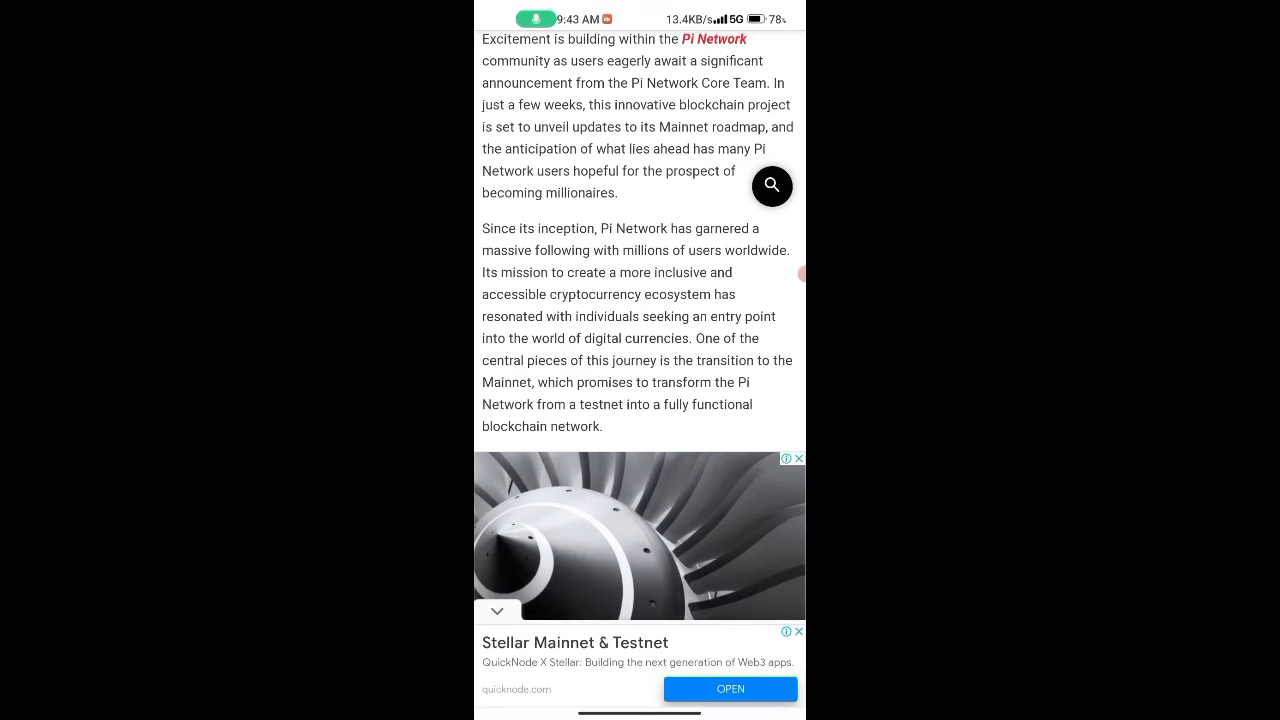 9:43 AM 13.4KB/s 5G 78%
Excitement is building within the Pi Network
community as users eagerly await a significant
announcement from the Pi Network Core Team. In
just a few weeks, this innovative blockchain project
is set to unveil updates to its Mainnet roadmap, and
the anticipation of what lies ahead has many Pi
Network users hopeful for the prospect of
becoming millionaires.
Since its inception, Pi Network has garnered a
massive following with millions of users worldwide.
Its mission to create a more inclusive and
accessible cryptocurrency ecosystem has
resonated with individuals seeking an entry point
into the world of digital currencies. One of the
central pieces of this journey is the transition to the
Mainnet, which promises to transform the Pi
Network from a testnet into a fully functional
blockchain network.
Stellar Mainnet & Testnet
QuickNode X Stellar: Building the next generation of Web3 apps.
quicknode.com OPEN